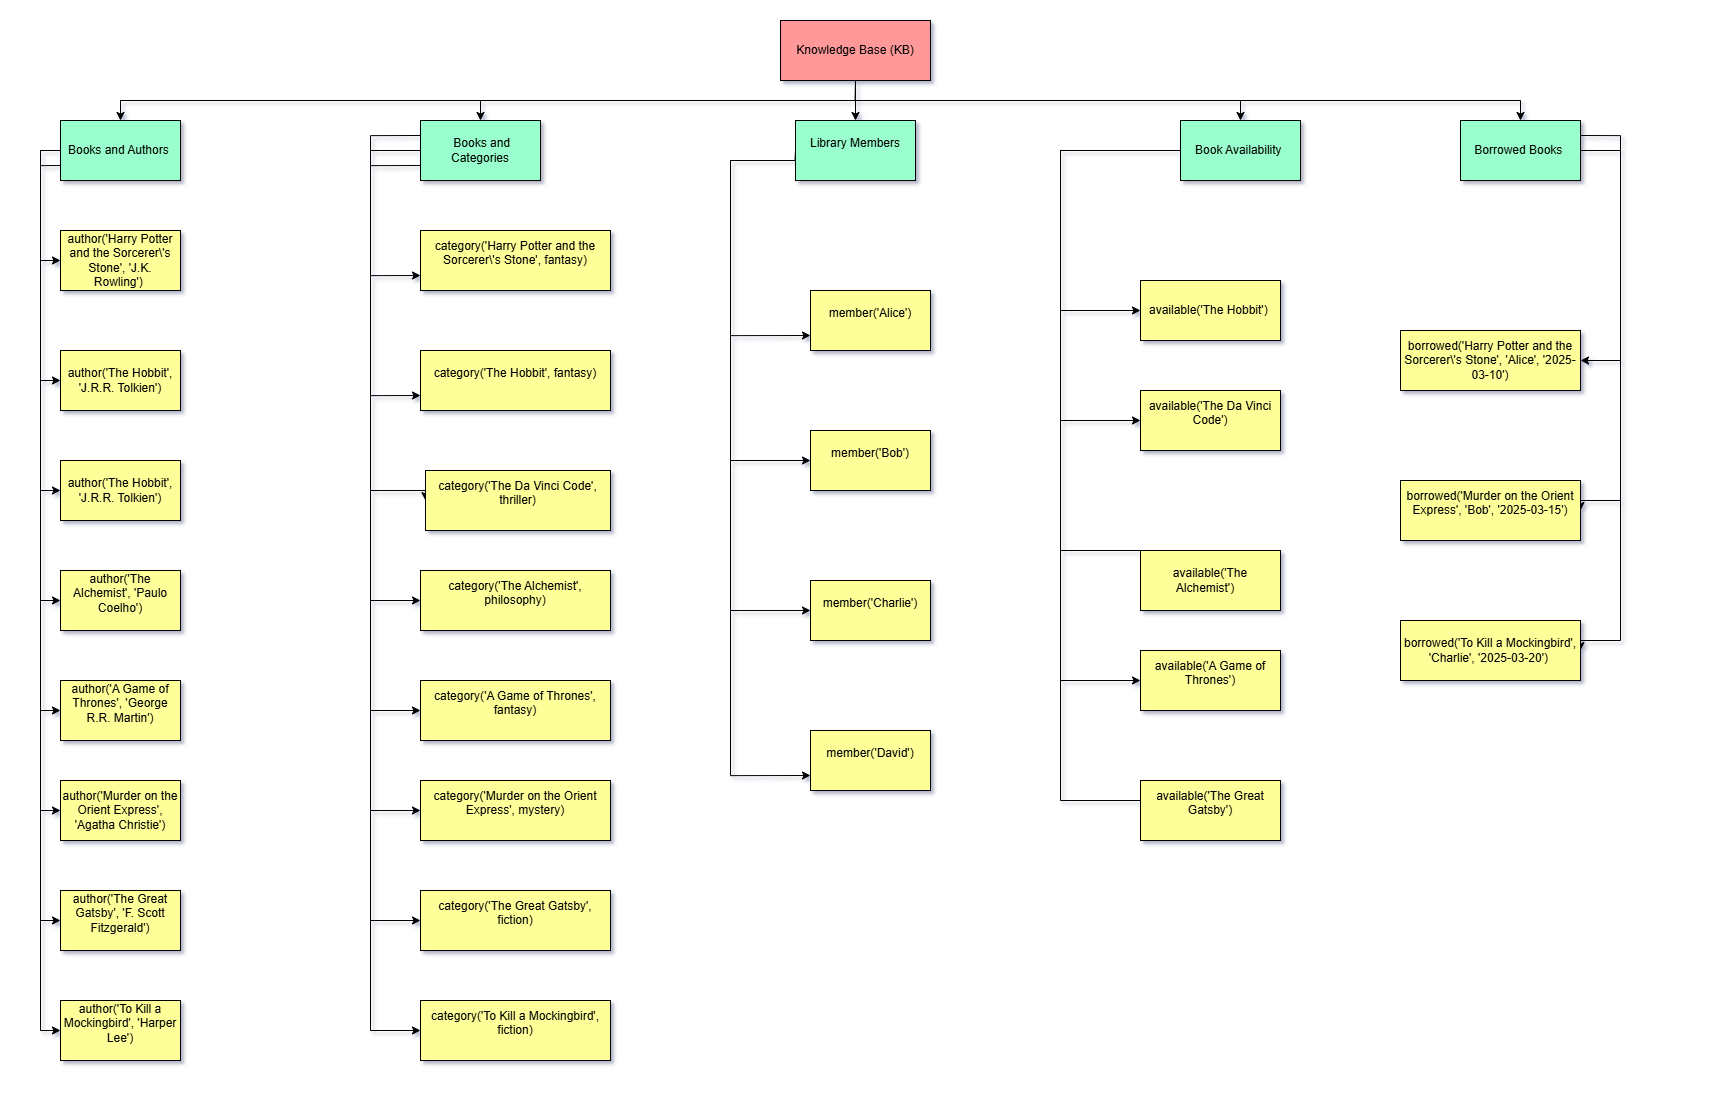 Knowledge Base (KB)
Books and Authors
Books and
Categories
Library Members
Book Availability
Borrowed Books
author('Harry Potter
and the Sorcerer\'s
Stone', 'J.K.
Rowling')
author('The Hobbit',
'J.R.R. Tolkien')
author('The Hobbit',
'J.R.R. Tolkien')
author('The
Alchemist', 'Paulo
Coelho')
author('A Game of
Thrones', 'George
R.R. Martin')
author('Murder on the
Orient Express',
'Agatha Christie')
author('The Great
Gatsby', 'F. Scott
Fitzgerald')
author('To Kill a
Mockingbird', 'Harper
Lee')
category('Harry Potter and the
Sorcerer\'s Stone', fantasy)
category('The Hobbit', fantasy)
category('The Da Vinci Code',
thriller)
category('The Alchemist',
philosophy)
category('A Game of Thrones',
fantasy)
category('Murder on the Orient
Express', mystery)
category('The Great Gatsby',
fiction)
category('To Kill a Mockingbird',
fiction)
member('Alice')
member('Bob')
member('Charlie')
member('David')
available('The Hobbit')
available('The Da Vinci
Code')
available('The
Alchemist')
available('A Game of
Thrones')
available('The Great
Gatsby')
borrowed('Harry Potter and the
Sorcerer\'s Stone', 'Alice', '2025-
03-10')
borrowed('Murder on the Orient
Express', 'Bob', '2025-03-15')
borrowed('To Kill a Mockingbird',
'Charlie', '2025-03-20')